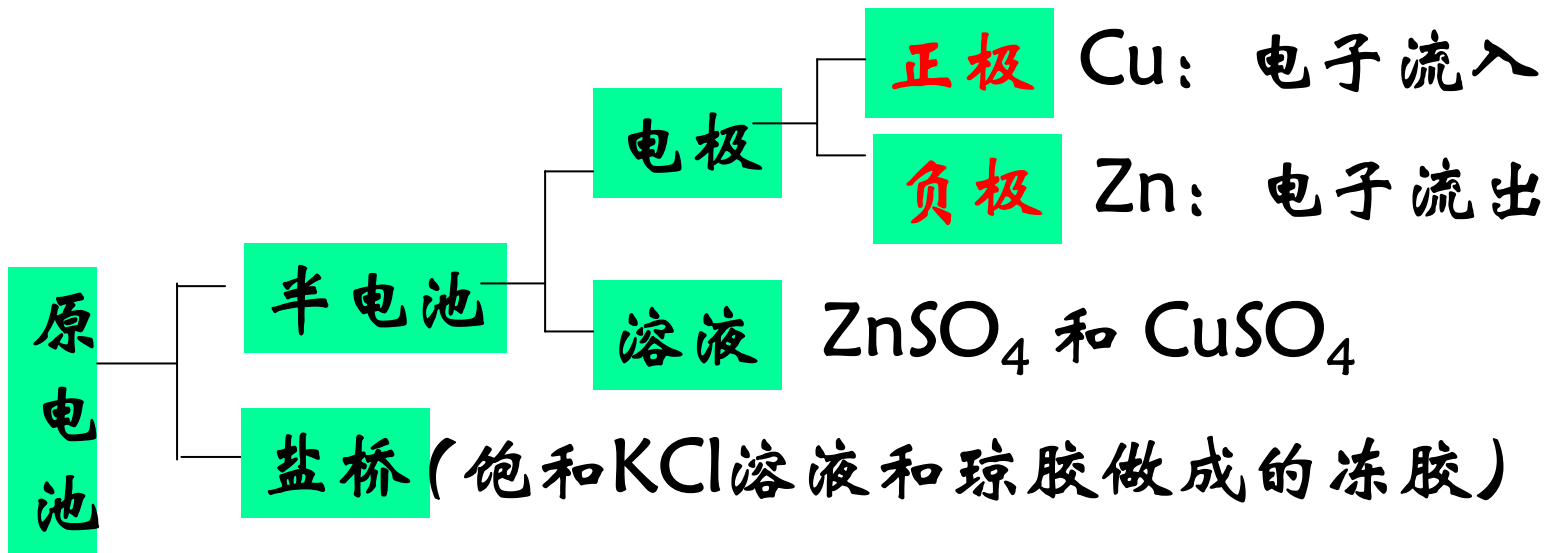 正极 Cu：电子流入
电极
负极 Zn：电子流出
半电池
原电池
溶液 ZnSO₄ 和 CuSO₄
盐桥(饱和KCl溶液和琼胶做成的冻胶)